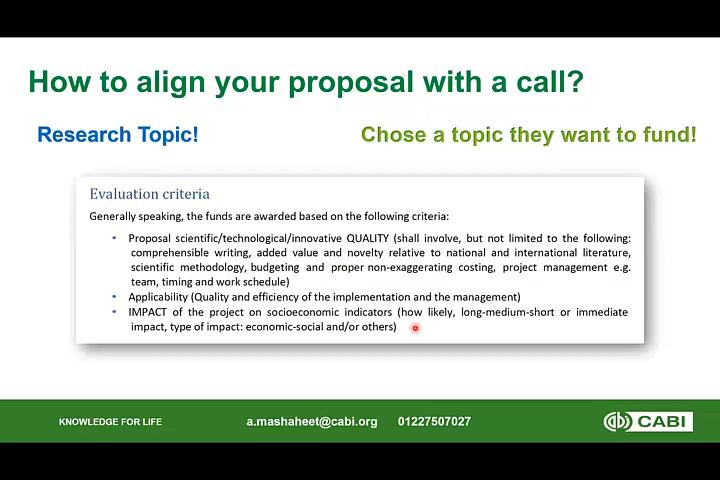 How to align your proposal with a call?
Research Topic!
Chose a topic they want to fund!
Evaluation criteria
Generally speaking, the funds are awarded based on the following criteria:
• Proposal scientific/technological/innovative QUALITY (shall involve, but not limited to the following:
comprehensible writing, added value and novelty relative to national and international literature,
scientific methodology, budgeting and proper non-exaggerating costing, project management e.g.
team, timing and work schedule)
• Applicability (Quality and efficiency of the implementation and the management)
• IMPACT of the project on socioeconomic indicators (how likely, long-medium-short or immediate
impact, type of impact: economic-social and/or others)
KNOWLEDGE FOR LIFE
a.mashaheet@cabi.org
01227507027
CABI